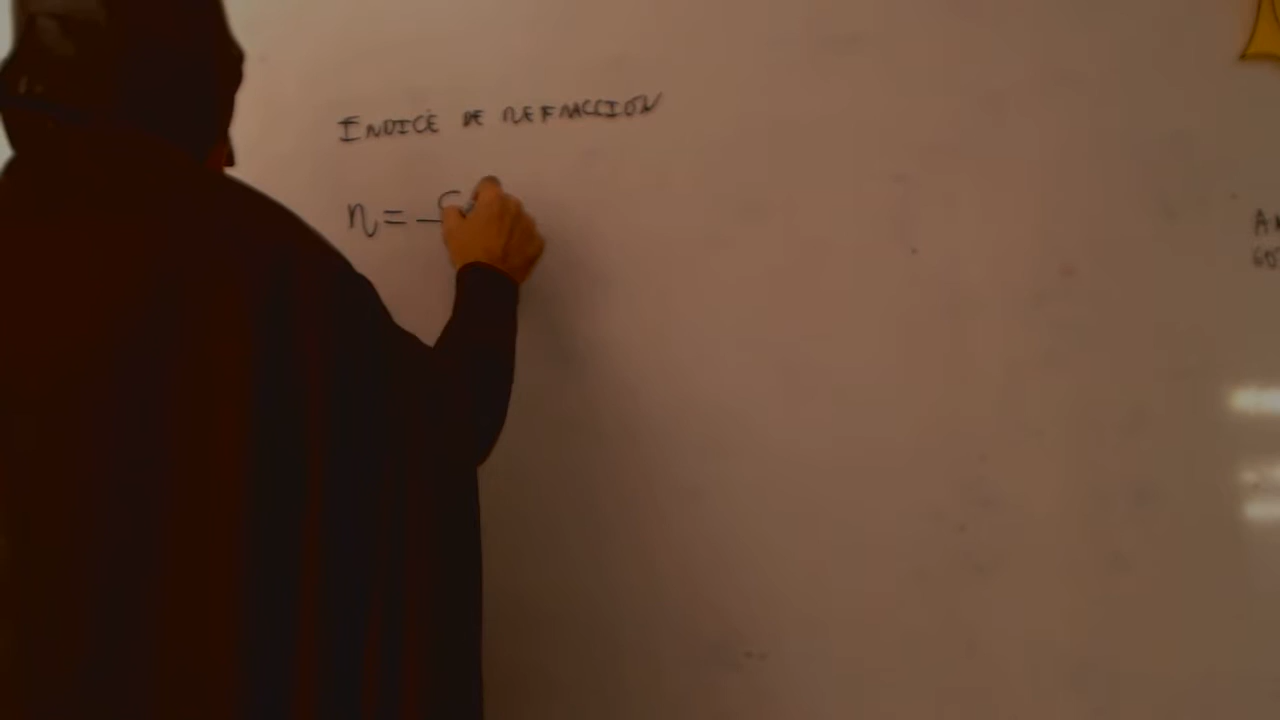 INDICE DE REFRACCION
n = C